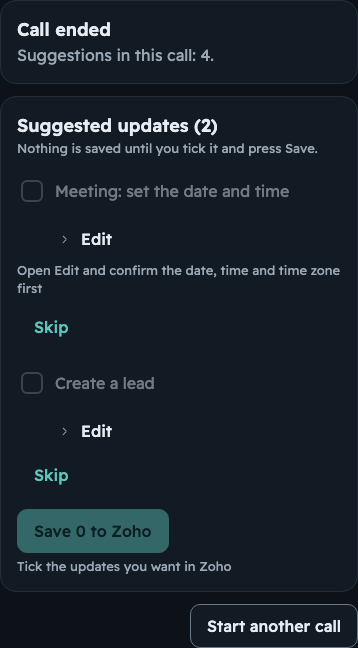 Call ended
Suggestions in this call: 4.
Suggested updates (2)
Nothing is saved until you tick it and press Save.
Meeting: set the date and time
Edit
Open Edit and confirm the date, time and time zone
first
Skip
Create a lead
Edit
Skip
Save 0 to Zoho
Tick the updates you want in Zoho
Start another call